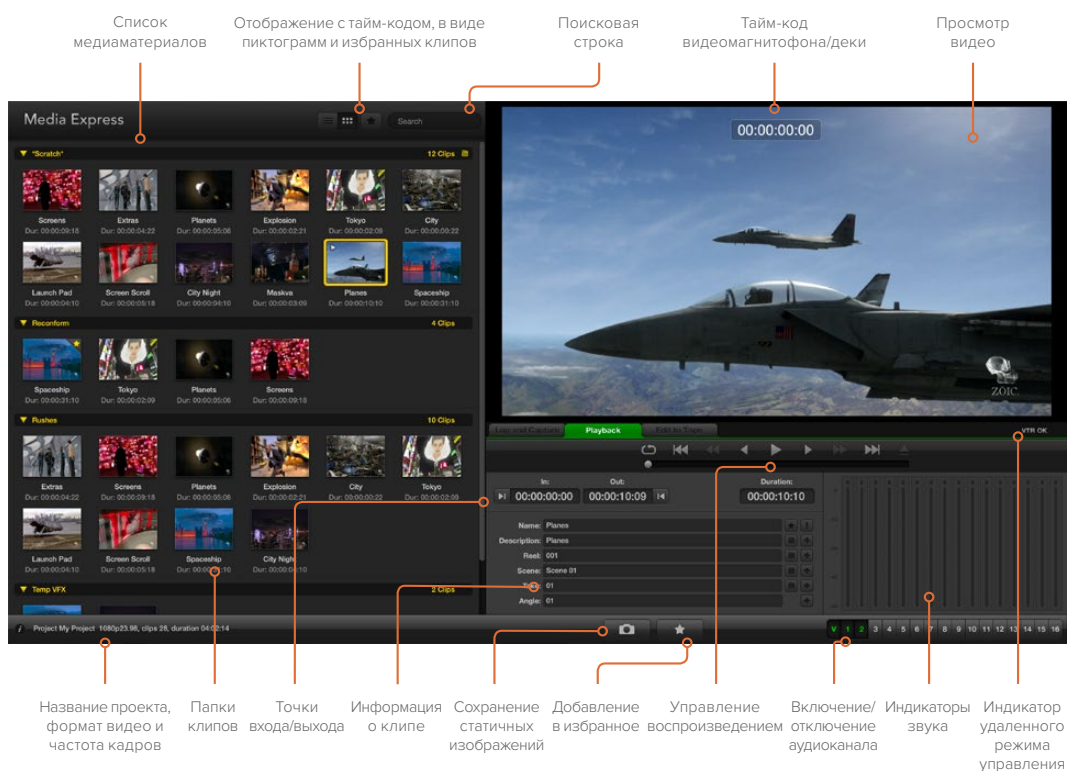 Список
медиаматериалов
Отображение с тайм-кодом, в виде
пиктограмм и избранных клипов
Поисковая
строка
Тайм-код
видеомагнитофона/деки
Просмотр
видео
Media Express
Search
00:00:00:00
"Scratch"
12 Clips
Screens Extras Planets Explosion Tokyo City
Dur: 00:00:09:18 Dur: 00:00:04:22 Dur: 00:00:05:06 Dur: 00:00:02:21 Dur: 00:00:02:09 Dur: 00:00:00:22
Launch Pad Screen Scroll City Night Maskva Planes Spaceship
Dur: 00:00:04:10 Dur: 00:00:05:18 Dur: 00:00:04:10 Dur: 00:00:03:09 Dur: 00:00:10:10 Dur: 00:00:31:10
Reconform
4 Clips
Spaceship Tokyo Planets Screens
Dur: 00:00:31:10 Dur: 00:00:02:09 Dur: 00:00:05:06 Dur: 00:00:09:18
Rushes
10 Clips
Extras Screens Planets Explosion City Tokyo
Dur: 00:00:04:22 Dur: 00:00:09:18 Dur: 00:00:05:06 Dur: 00:00:02:21 Dur: 00:00:00:22 Dur: 00:00:02:09
Launch Pad Screen Scroll Spaceship City Night
Dur: 00:00:04:10 Dur: 00:00:05:18
Temp VFX
2 Clips
Project My Project 1080p23.98, clips 28, duration 04:02:14
ZOIC
Log and Capture Playback Edit to Tape
VTR OK
In: Out: Duration:
00:00:00:00 00:00:10:09 00:00:10:10
Name: Planes
Description: Planes
Reel: 001
Scene: Scene 01
Take: 01
Angle: 01
V 1 2 3 4 5 6 7 8 9 10 11 12 13 14 15 16
Название проекта,
формат видео и
частота кадров
Папки
клипов
Точки
входа/выхода
Информация
о клипе
Сохранение
статичных
изображений
Добавление
в избранное
Управление
воспроизведением
Включение/
отключение
аудиоканала
Индикаторы
звука
Индикатор
удаленного
режима
управления